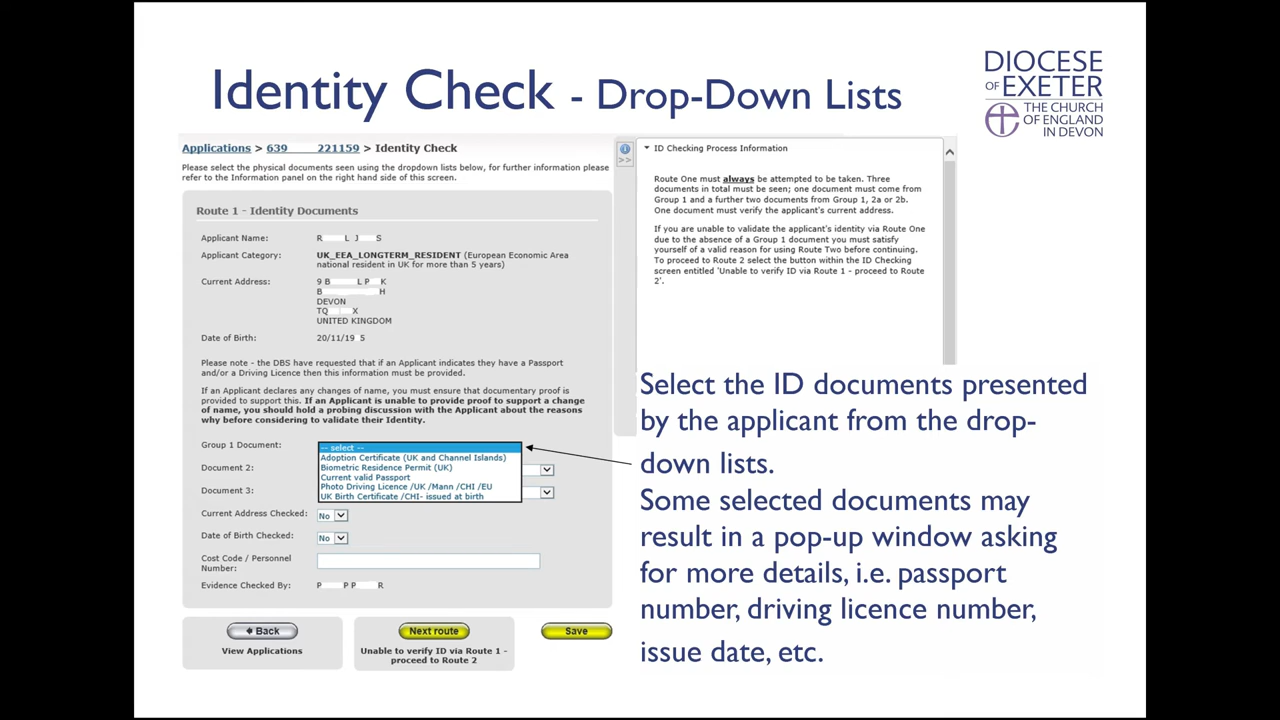 Identity Check - Drop-Down Lists
DIOCESE
OF EXETER
THE CHURCH
OF ENGLAND
IN DEVON
Applications > 639 221159 > Identity Check
Please select the physical documents seen using the dropdown lists below, for further information please
refer to the Information panel on the right hand side of this screen.
Route 1 - Identity Documents
Applicant Name: R L J S
Applicant Category: UK_EEA_LONGTERM_RESIDENT (European Economic Area
national resident in UK for more than 5 years)
Current Address: 9 B L P K
B H
DEVON
TQ X
UNITED KINGDOM
Date of Birth: 20/11/19 5
Please note - the DBS have requested that if an Applicant indicates they have a Passport
and/or a Driving Licence then this information must be provided.
If an Applicant declares any changes of name, you must ensure that documentary proof is
provided to support this. If an Applicant is unable to provide proof to support a change
of name, you should hold a probing discussion with the Applicant about the reasons
why before considering to validate their Identity.
Group 1 Document: -- select --
Adoption Certificate (UK and Channel Islands)
Biometric Residence Permit (UK)
Current valid Passport
Photo Driving Licence /UK /Mann /CHI /EU
UK Birth Certificate /CHI- issued at birth
Document 2:
Document 3:
Current Address Checked: No
Date of Birth Checked: No
Cost Code / Personnel
Number:
Evidence Checked By: P P P R
Back
View Applications
Next route
Unable to verify ID via Route 1 -
proceed to Route 2
Save
>>
ID Checking Process Information
Route One must always be attempted to be taken. Three
documents in total must be seen; one document must come from
Group 1 and a further two documents from Group 1, 2a or 2b.
One document must verify the applicant's current address.
If you are unable to validate the applicant's identity via Route One
due to the absence of a Group 1 document you must satisfy
yourself of a valid reason for using Route Two before continuing.
To proceed to Route 2 select the button within the ID Checking
screen entitled 'Unable to verify ID via Route 1 - proceed to Route
2'.
Select the ID documents presented
by the applicant from the drop-
down lists.
Some selected documents may
result in a pop-up window asking
for more details, i.e. passport
number, driving licence number,
issue date, etc.